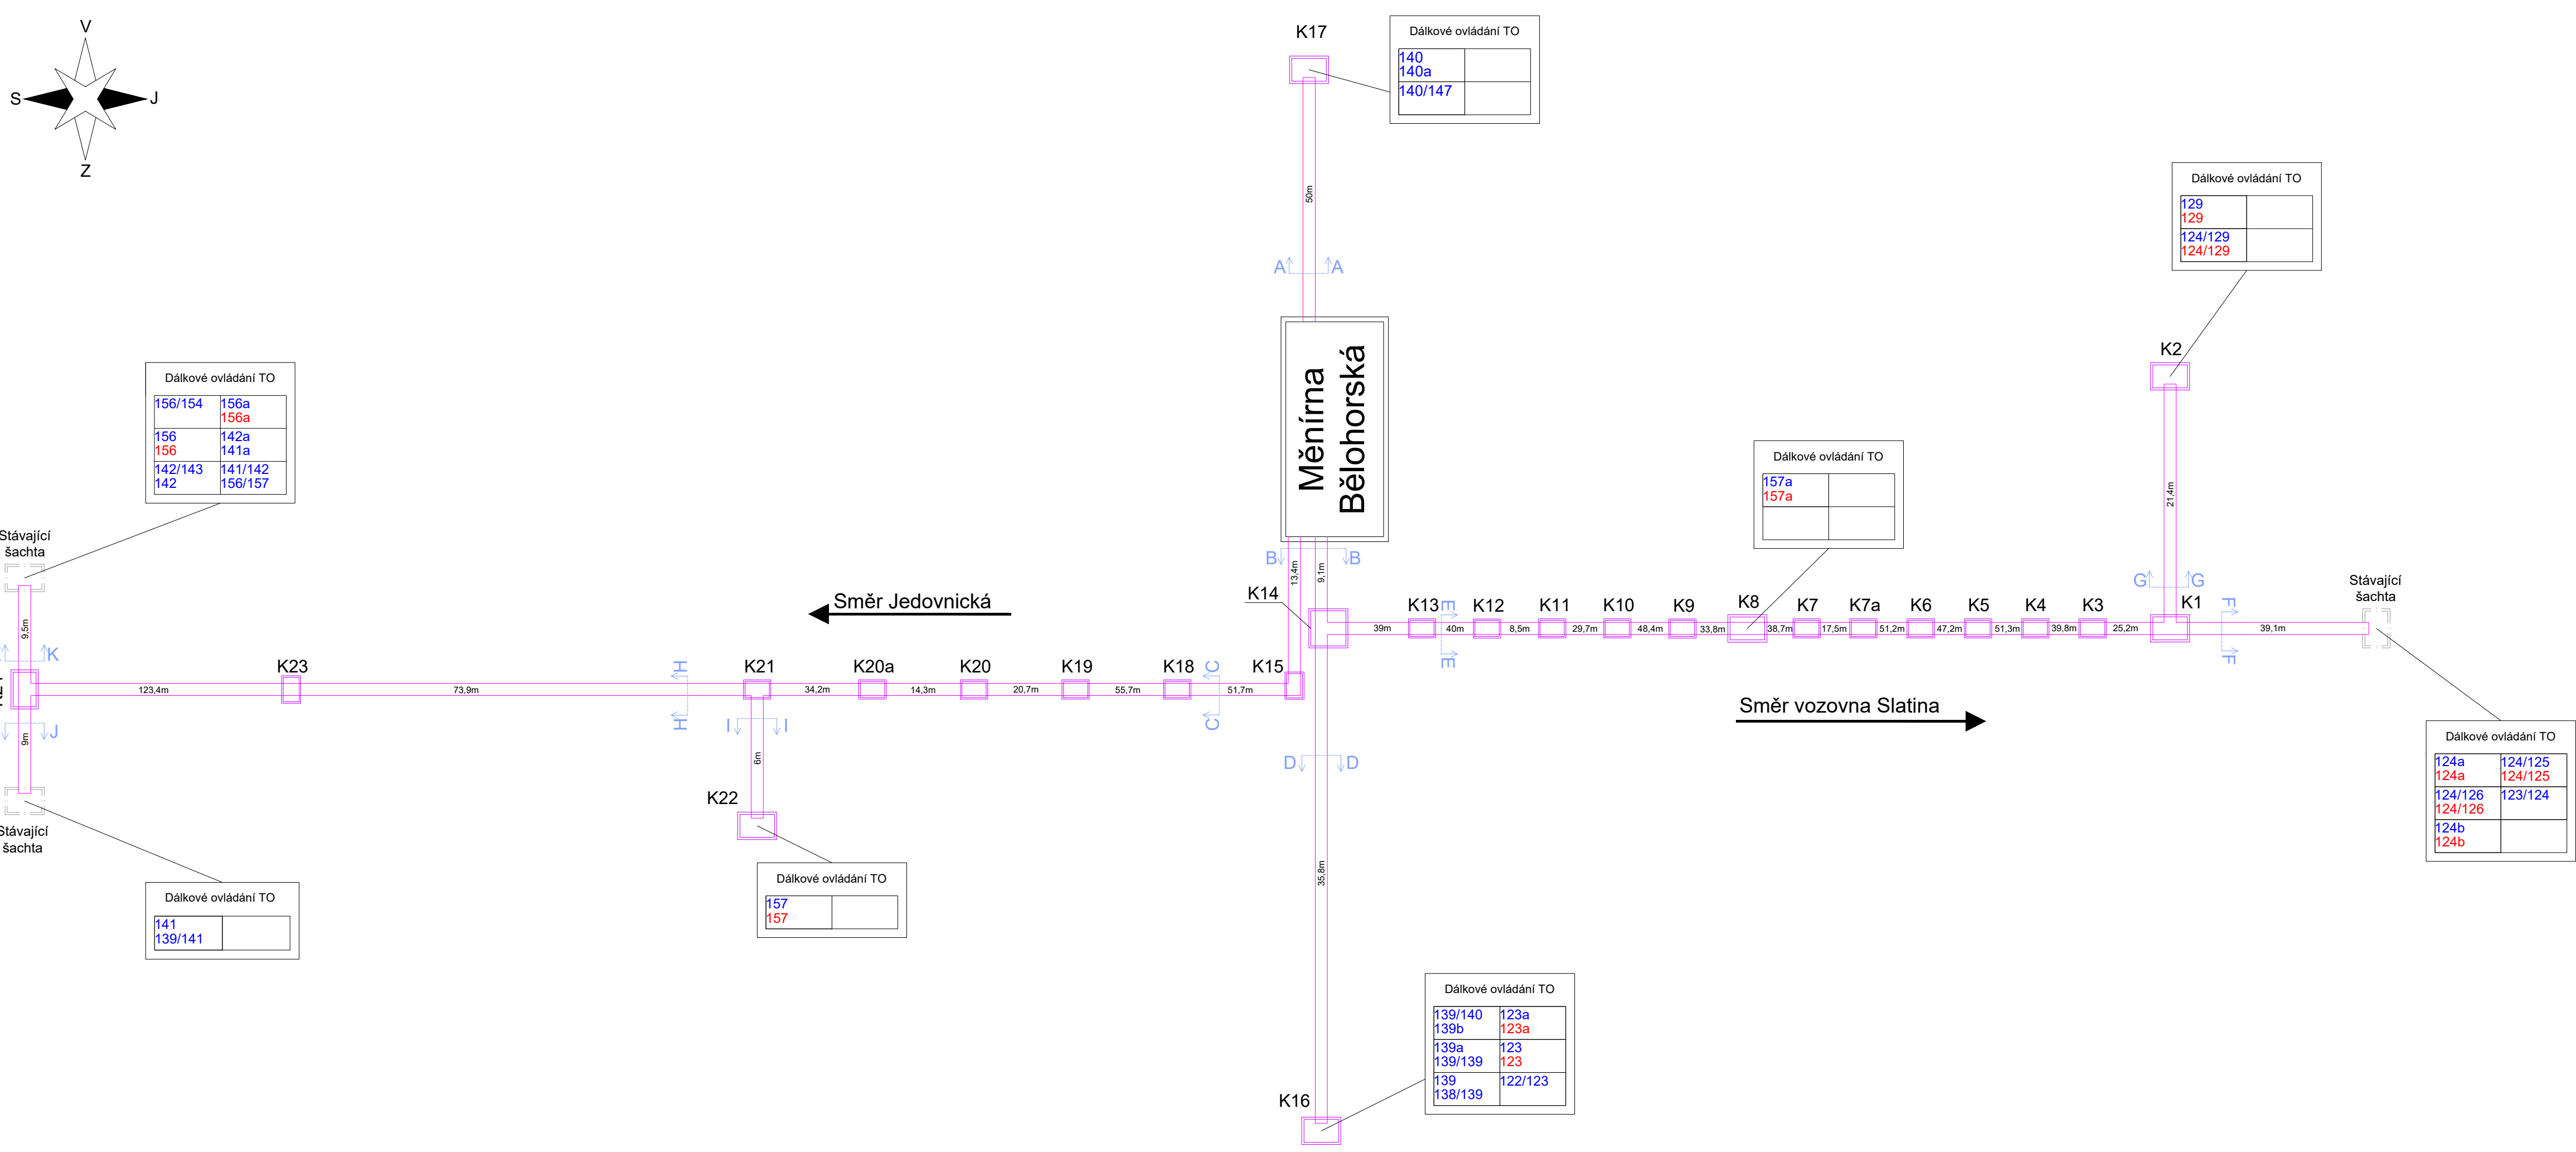 V
S
J
Z
K17
Dálkové ovládání TO
140
140a
140/147
50m
A
A
Dálkové ovládání TO
129
129
124/129
124/129
K2
21,4m
G
G
Měnírna
Bělohorská
Dálkové ovládání TO
156/154
156a
156a
156
156
142a
141a
142/143
142
141/142
156/157
Stávající
šachta
9,5m
K
Dálkové ovládání TO
157a
157a
B
B
13,4m
9,1m
K14
Směr Jedovnická
K13
E
E
K12
K11
K10
K9
K8
K7
K7a
K6
K5
K4
K3
K1
F
F
Stávající
šachta
39m
40m
8,5m
29,7m
48,4m
33,8m
38,7m
17,5m
51,2m
47,2m
51,3m
39,8m
25,2m
39,1m
K23
H
H
K21
K20a
K20
K19
K18
C
C
K15
123,4m
73,9m
34,2m
14,3m
20,7m
55,7m
51,7m
J
9m
I
I
6m
D
D
35,8m
Směr vozovna Slatina
K22
Stávající
šachta
Dálkové ovládání TO
124a
124a
124/125
124/125
124/126
124/126
123/124
124b
124b
Dálkové ovládání TO
141
139/141
Dálkové ovládání TO
157
157
Dálkové ovládání TO
139/140
139b
123a
123a
139a
139/139
123
123
139
138/139
122/123
K16